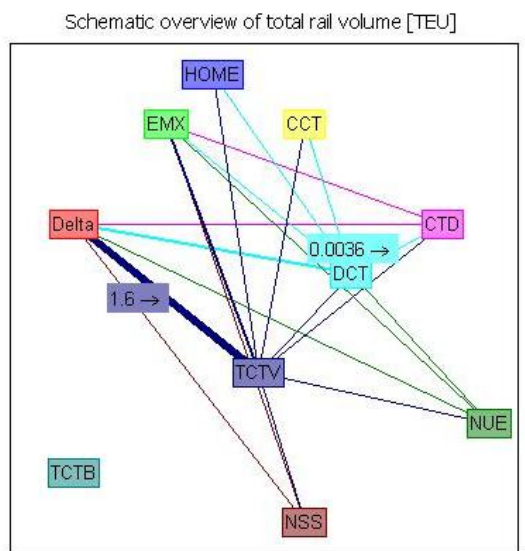 Schematic overview of total rail volume [TEU]
HOME
EMX
CCT
Delta
CTD
0.0036 →
DCT
1.6 →
TCTV
NUE
TCTB
NSS